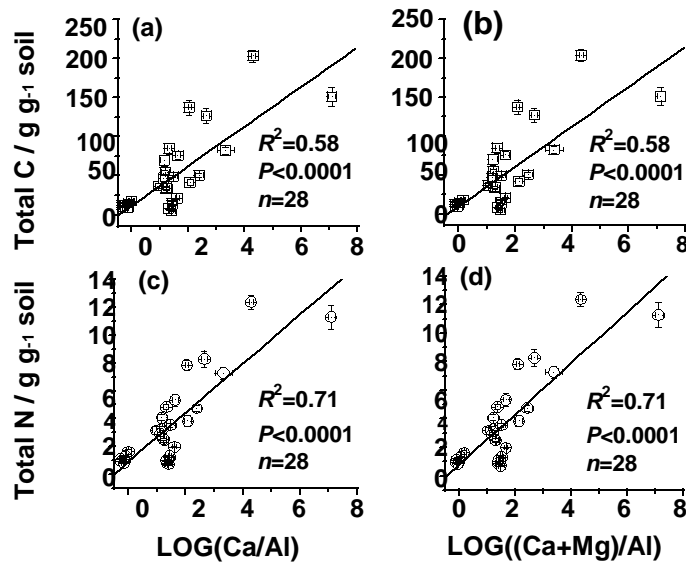 (a)
(b)
250
200
150
100
50
0
Total C / g g-1 soil
R2=0.58
P<0.0001
n=28
R2=0.58
P<0.0001
n=28
250
200
150
100
50
0
0 2 4 6 8
0 2 4 6 8
(c)
(d)
14
12
10
8
6
4
2
0
Total N / g g-1 soil
R2=0.71
P<0.0001
n=28
R2=0.71
P<0.0001
n=28
14
12
10
8
6
4
2
0
0 2 4 6 8
0 2 4 6 8
LOG(Ca/Al)
LOG((Ca+Mg)/Al)